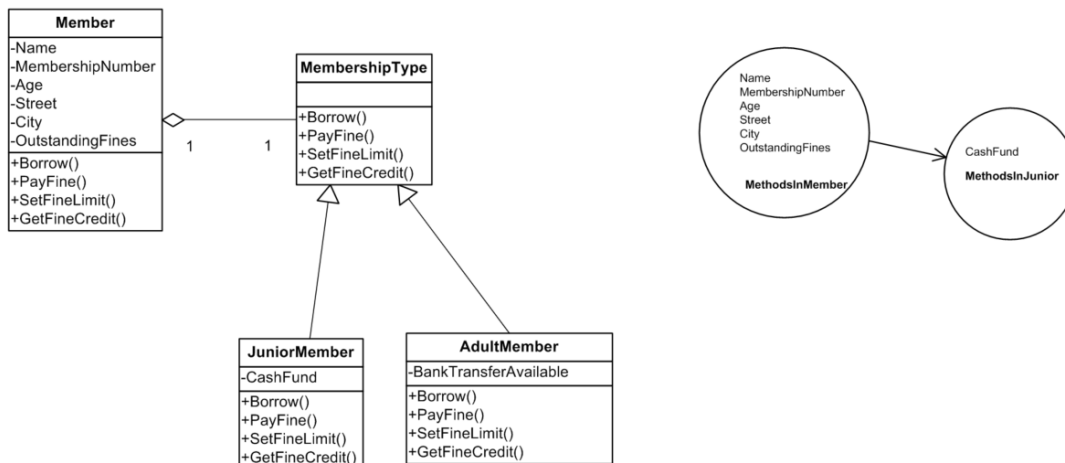 Member
-Name
-MembershipNumber
-Age
-Street
-City
-OutstandingFines
+Borrow()
+PayFine()
+SetFineLimit()
+GetFineCredit()
1
1
MembershipType
+Borrow()
+PayFine()
+SetFineLimit()
+GetFineCredit()
JuniorMember
-CashFund
+Borrow()
+PayFine()
+SetFineLimit()
+GetFineCredit()
AdultMember
-BankTransferAvailable
+Borrow()
+PayFine()
+SetFineLimit()
+GetFineCredit()
Name
MembershipNumber
Age
Street
City
OutstandingFines
MethodsInMember
CashFund
MethodsInJunior